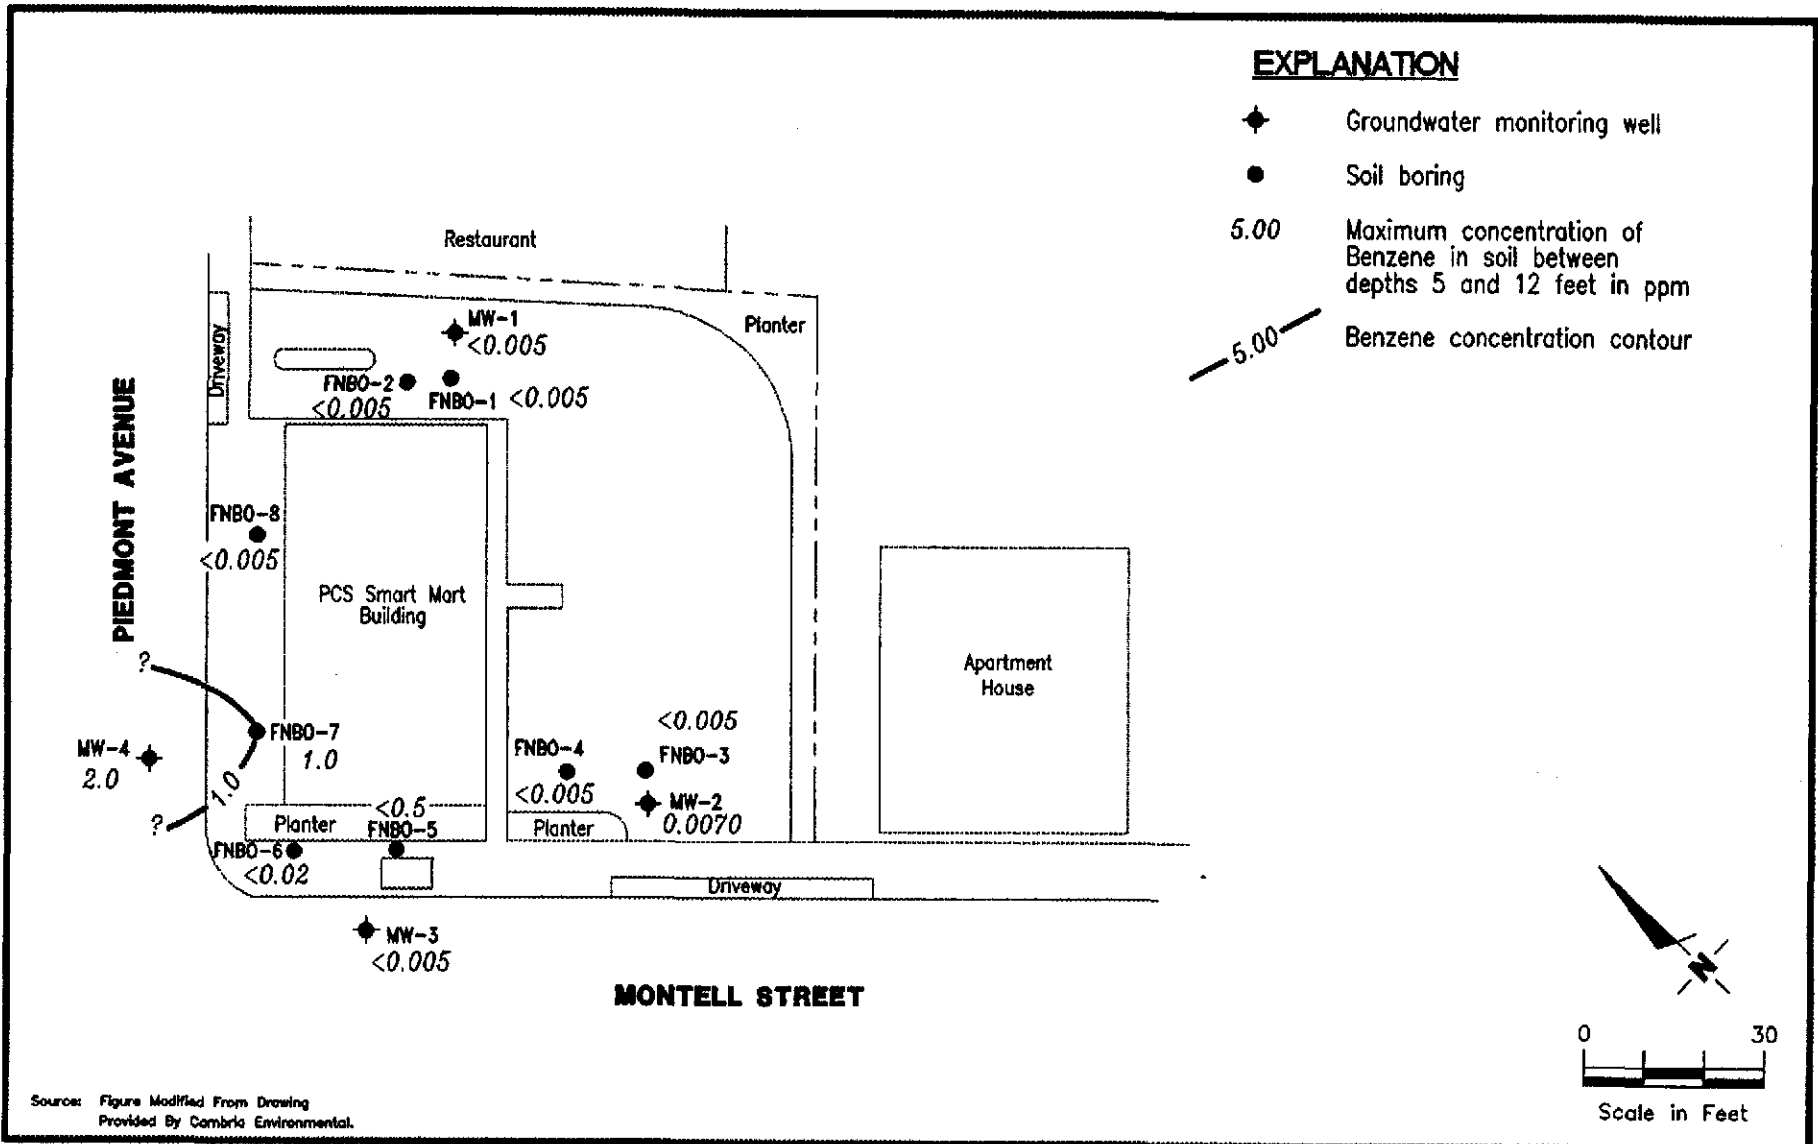 EXPLANATION
Groundwater monitoring well
Soil boring
5.00
Maximum concentration of
Benzene in soil between
depths 5 and 12 feet in ppm
5.00
Benzene concentration contour
Restaurant
Planter
Driveway
MW-1
<0.005
FNBO-2
<0.005
FNBO-1
<0.005
PIEDMONT AVENUE
FNBO-8
<0.005
PCS Smart Mart
Building
Apartment
House
?
FNBO-7
1.0
MW-4
2.0
1.0
?
<0.005
FNBO-4
FNBO-3
<0.005
MW-2
0.0070
<0.5
Planter
FNBO-5
Planter
FNBO-6
<0.02
Driveway
MW-3
<0.005
MONTELL STREET
N
0 30
Scale in Feet
Source: Figure Modified From Drawing
Provided By Cambria Environmental.